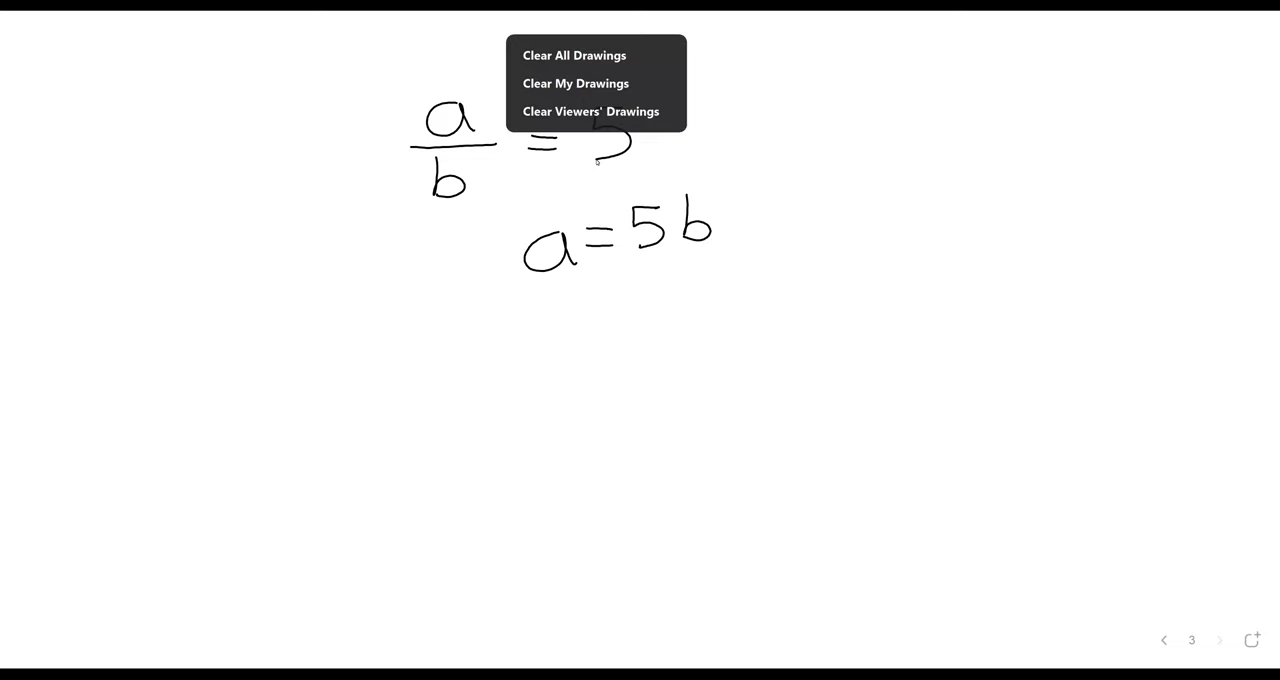 Clear All Drawings
Clear My Drawings
Clear Viewers' Drawings
a/b = 5
a = 5b
3